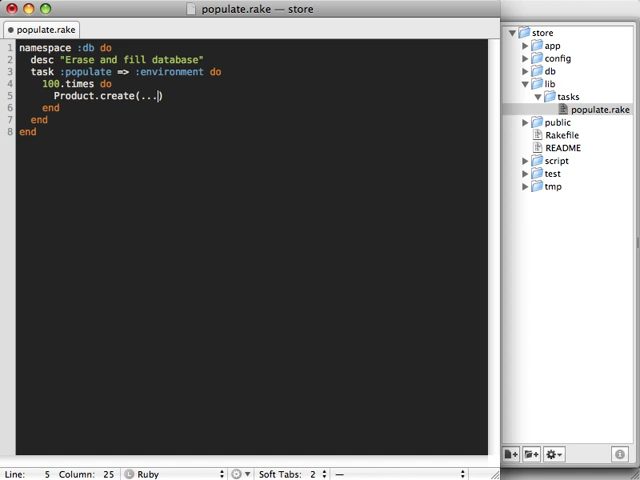 populate.rake — store
populate.rake
1 namespace :db do
2 desc "Erase and fill database"
3 task :populate => :environment do
4 100.times do
5 Product.create(...)
6 end
7 end
8 end
store
app
config
db
lib
tasks
populate.rake
public
Rakefile
README
script
test
tmp
Line: 5 Column: 25 L Ruby Soft Tabs: 2 —